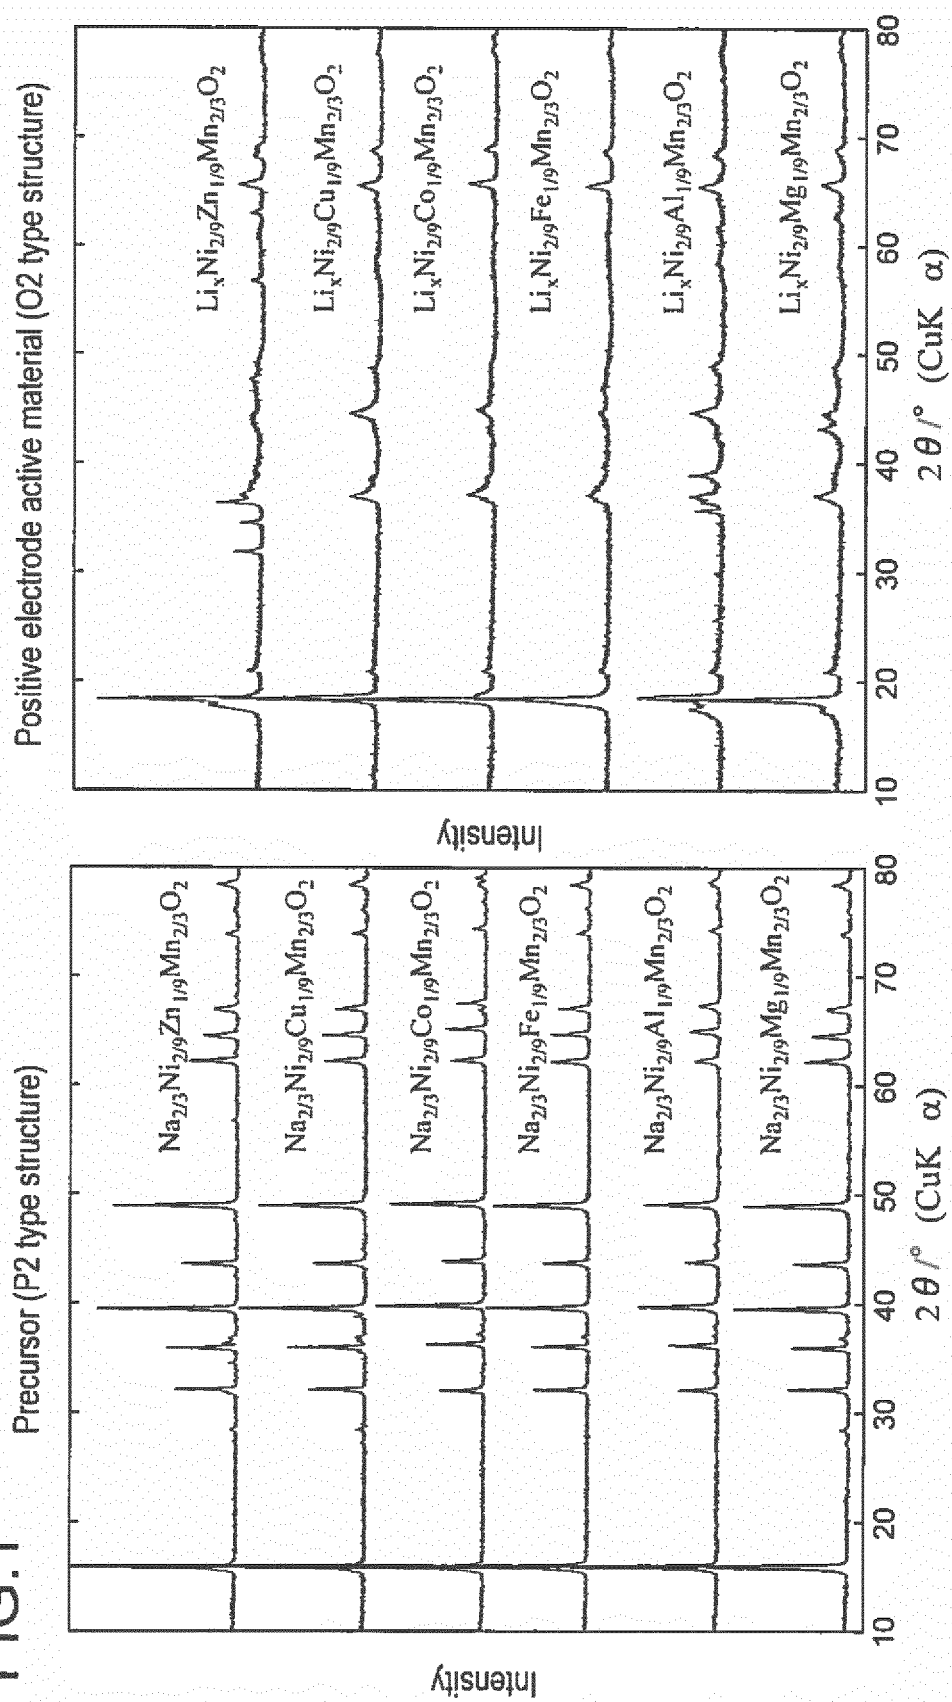 FIG. 1
Precursor (P2 type structure)
Intensity
Na2/3Ni2/9Zn1/9Mn2/3O2
Na2/3Ni2/9Cu1/9Mn2/3O2
Na2/3Ni2/9Co1/9Mn2/3O2
Na2/3Ni2/9Fe1/9Mn2/3O2
Na2/3Ni2/9Al1/9Mn2/3O2
Na2/3Ni2/9Mg1/9Mn2/3O2
10 20 30 40 50 60 70 80
2 θ /° (CuK α)
Positive electrode active material (O2 type structure)
Intensity
LixNi2/9Zn1/9Mn2/3O2
LixNi2/9Cu1/9Mn2/3O2
LixNi2/9Co1/9Mn2/3O2
LixNi2/9Fe1/9Mn2/3O2
LixNi2/9Al1/9Mn2/3O2
LixNi2/9Mg1/9Mn2/3O2
10 20 30 40 50 60 70 80
2 θ /° (CuK α)